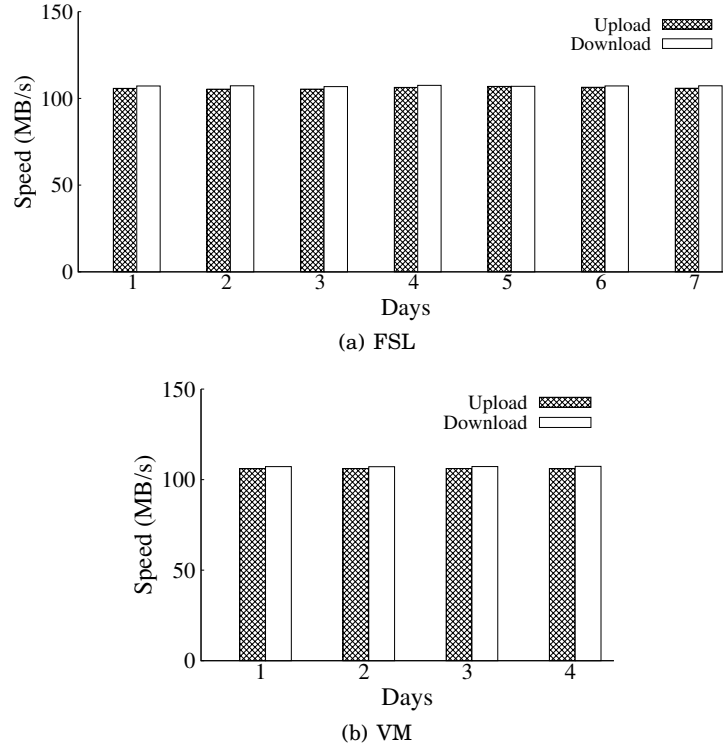 150
100
50
0
Speed (MB/s)
Upload
Download
1 2 3 4 5 6 7
Days
(a) FSL
150
100
50
0
Speed (MB/s)
Upload
Download
1 2 3 4
Days
(b) VM